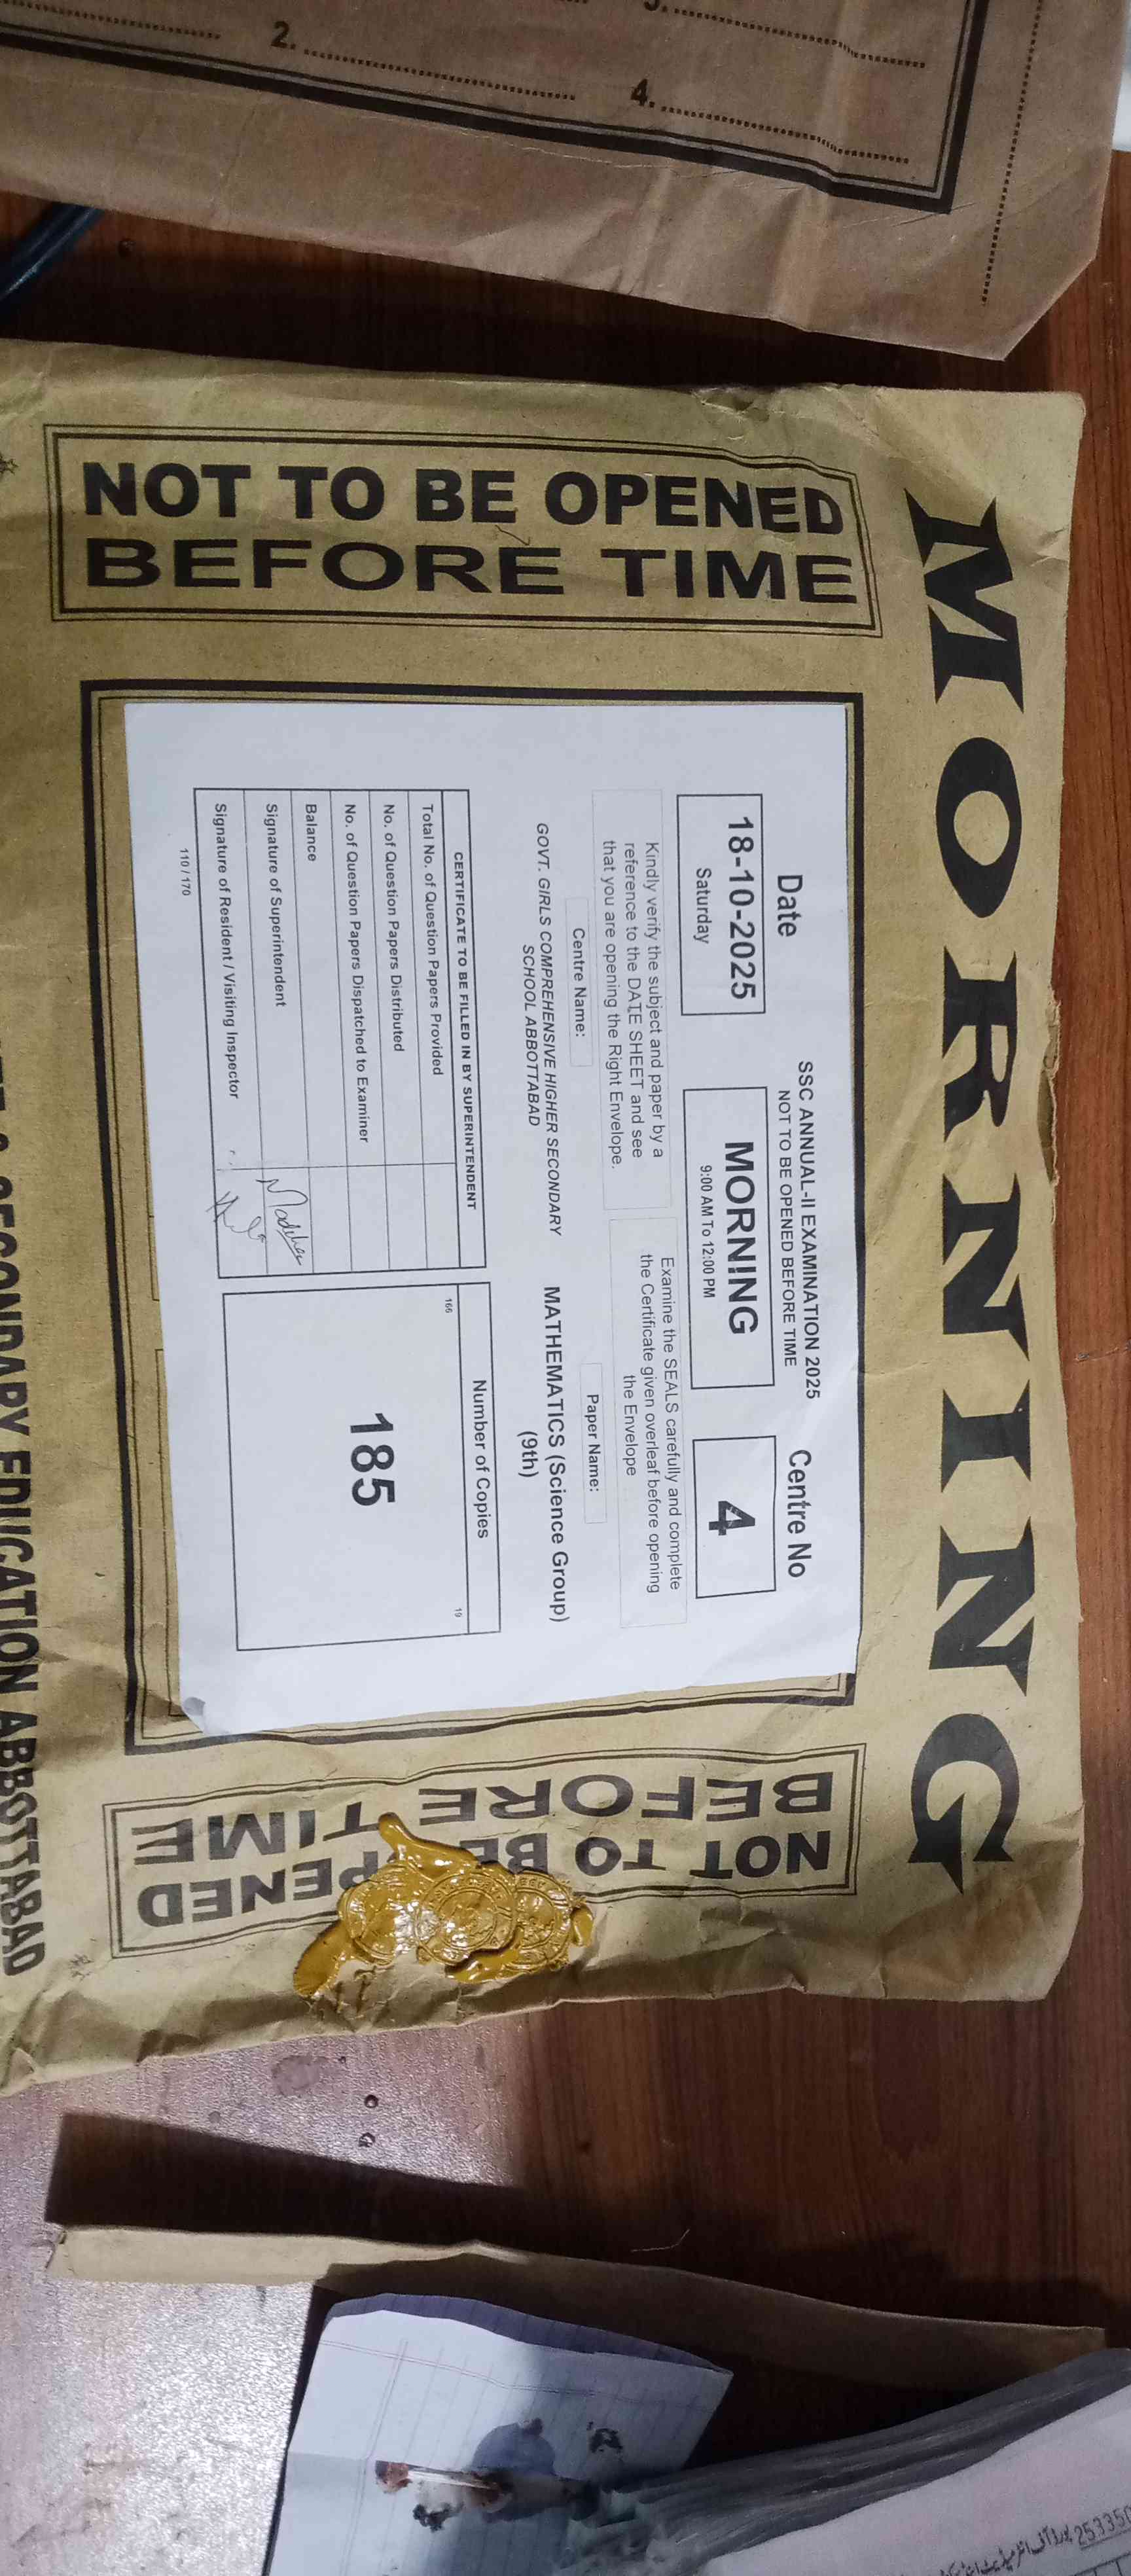 2.
3.
4.
MORNING
NOT TO BE OPENED
BEFORE TIME
SSC ANNUAL-II EXAMINATION 2025
NOT TO BE OPENED BEFORE TIME
Date
Centre No
18-10-2025
Saturday
MORNING
9:00 AM To 12:00 PM
4
Kindly verify the subject and paper by a
reference to the DATE SHEET and see
that you are opening the Right Envelope.
Examine the SEALS carefully and complete
the Certificate given overleaf before opening
the Envelope
Centre Name:
Paper Name:
GOVT. GIRLS COMPREHENSIVE HIGHER SECONDARY
SCHOOL ABBOTTABAD
MATHEMATICS (Science Group)
(9th)
CERTIFICATE TO BE FILLED IN BY SUPERINTENDENT
Total No. of Question Papers Provided
No. of Question Papers Distributed
No. of Question Papers Dispatched to Examiner
Balance
Signature of Superintendent
Signature of Resident / Visiting Inspector
Number of Copies
166
19
185
110 / 170
NOT TO BE
OPENED
BEFORE
TIME
SECONDARY EDUCATION ABBOTTABAD